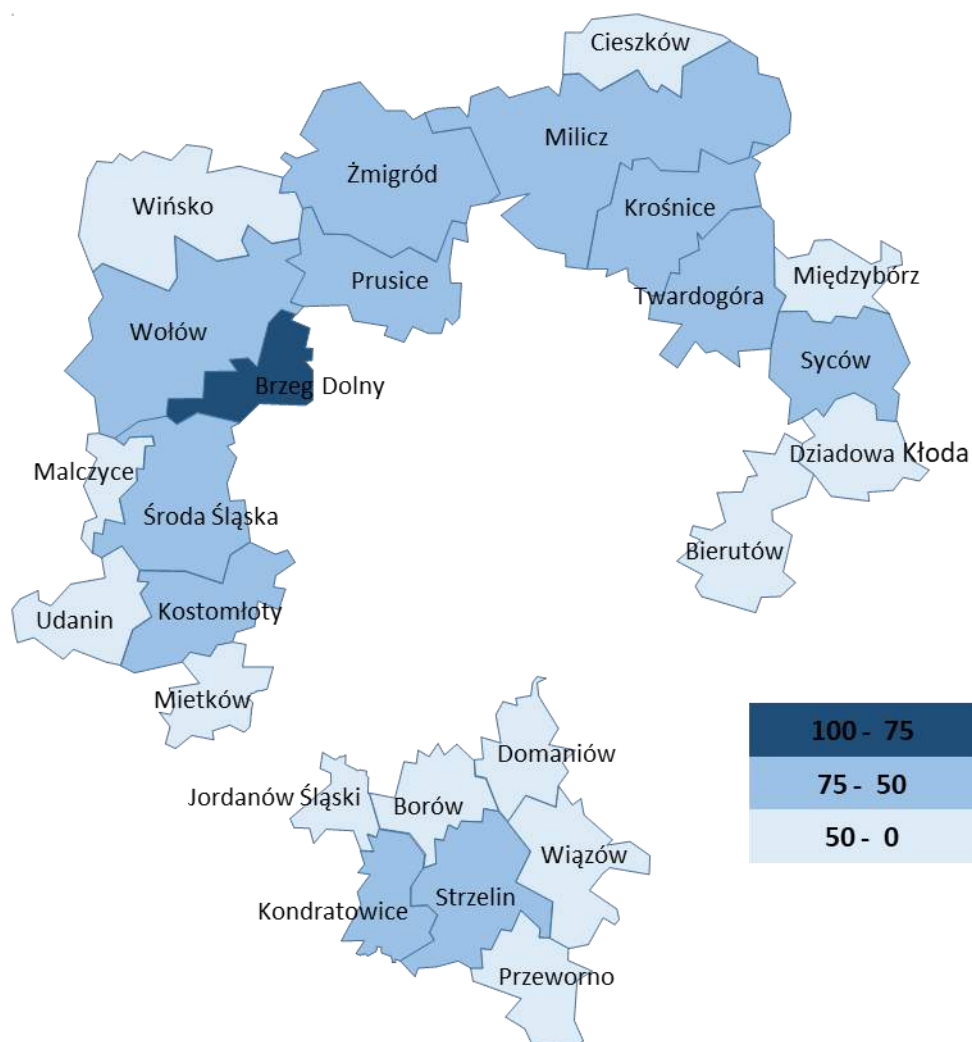 Cieszków
Milicz
Żmigród
Krośnice
Wińsko
Prusice
Międzybórz
Twardogóra
Wołów
Syców
Brzeg Dolny
Dziadowa Kłoda
Malczyce
Środa Śląska
Bierutów
Kostomłoty
Udanin
Mietków
100 - 75
Domaniów
75 - 50
Jordanów Śląski
Borów
50 - 0
Wiązów
Strzelin
Kondratowice
Przeworno